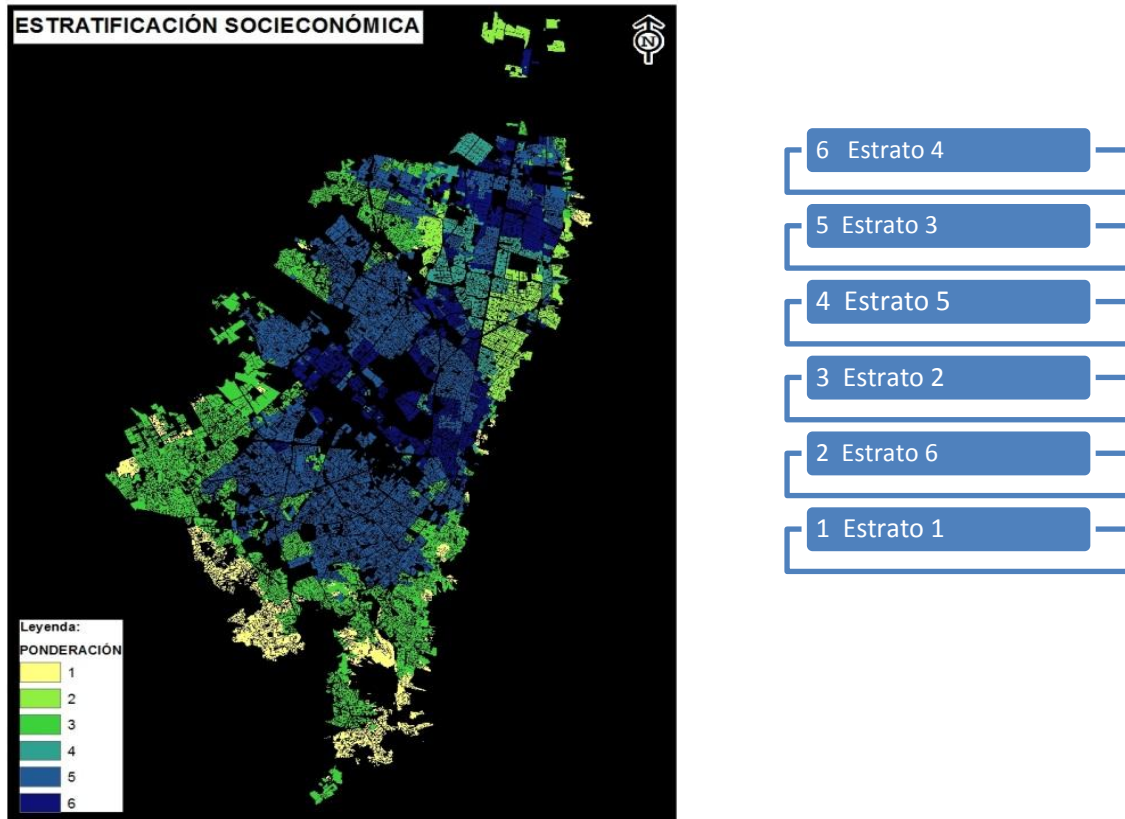 ESTRATIFICACIÓN SOCIECONÓMICA
N
Leyenda:
PONDERACIÓN
1
2
3
4
5
6
6 Estrato 4
5 Estrato 3
4 Estrato 5
3 Estrato 2
2 Estrato 6
1 Estrato 1